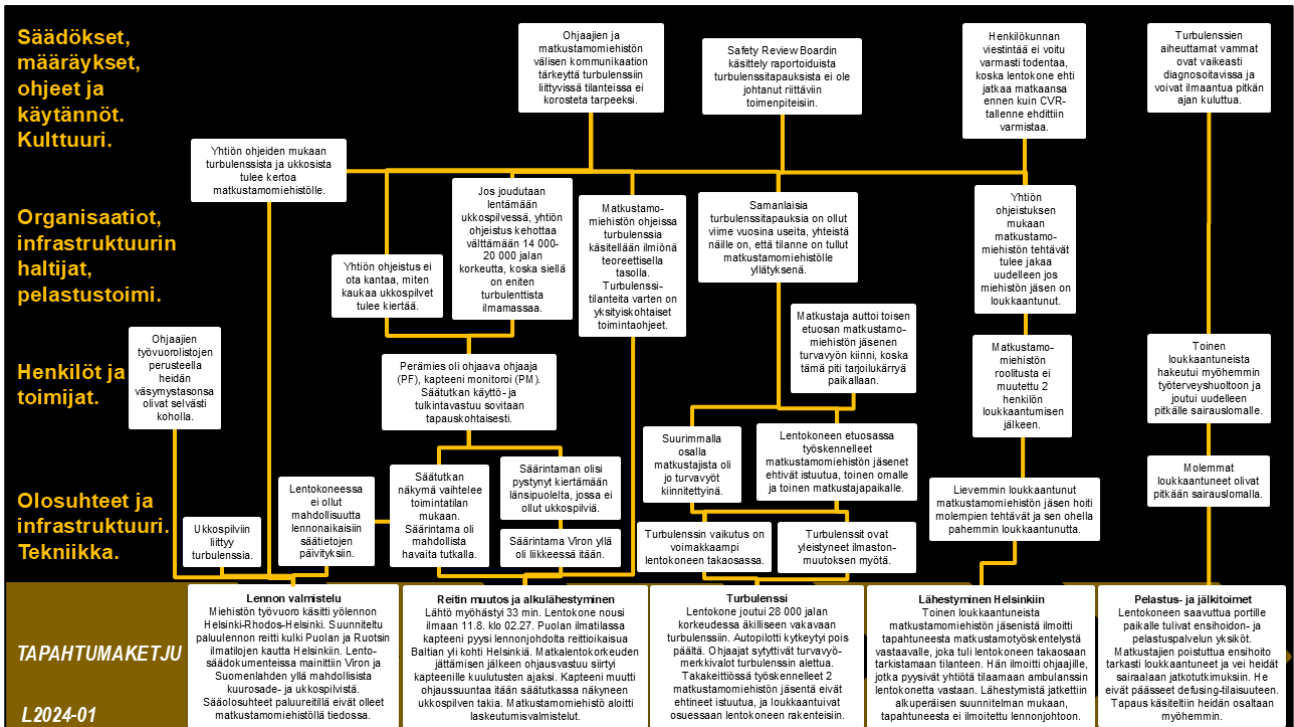 Säädökset,
määräykset,
ohjeet ja
käytännöt.
Kulttuuri.
Ohjaajien ja
matkustamomiehistön
välisen kommunikaation
tärkeyttä turbulenssiin
liittyvissä tilanteissa ei
korosteta tarpeeksi.
Safety Review Boardin
käsittely raportoiduista
turbulenssitapauksista ei ole
johtanut riittäviin
toimenpiteisiin.
Henkilökunnan
viestintää ei voitu
varmasti todentaa,
koska lentokone ehti
jatkaa matkaansa
ennen kuin CVR-
tallenne ehdittiin
varmistaa.
Turbulenssien
aiheuttamat vammat
ovat vaikeasti
diagnosoitavissa ja
voivat ilmaantua pitkän
ajan kuluttua.
Yhtiön ohjeiden mukaan
turbulenssista ja ukkosista
tulee kertoa
matkustamomiehistölle.
Organisaatiot,
infrastruktuurin
haltijat,
pelastustoimi.
Yhtiön ohjeistus ei
ota kantaa, miten
kaukaa ukkospilvet
tulee kiertää.
Jos joudutaan
lentämään
ukkospilvessä, yhtiön
ohjeistus kehottaa
välttämään 14 000-
20 000 jalan
korkeutta, koska siellä
on eniten
turbulenttista
ilmamassaa.
Matkustamo-
miehistön ohjeissa
turbulenssia
käsitellään ilmiönä
teoreettisella
tasolla.
Turbulenssi-
tilanteita varten on
yksityiskohtaiset
toimintaohjeet.
Samanlaisia
turbulenssitapauksia on ollut
viime vuosina useita, yhteistä
näille on, että tilanne on tullut
matkustamomiehistölle
yllätyksenä.
Yhtiön
ohjeistuksen
mukaan
matkustamo-
miehistön tehtävät
tulee jakaa
uudelleen jos
miehistön jäsen on
loukkaantunut.
Henkilöt ja
toimijat.
Ohjaajien
työvuorolistojen
perusteella
heidän
väsymystasonsa
olivat selvästi
koholla.
Perämies oli ohjaava ohjaaja
(PF), kapteeni monitoroi (PM).
Säätutkan käyttö- ja
tulkintavastuu sovitaan
tapauskohtaisesti.
Matkustaja auttoi toisen
etuosan matkustamo-
miehistön jäsenen
turvavyön kiinni, koska
tämä piti tarjoilukärryä
paikallaan.
Matkustamo-
miehistön
roolitusta ei
muutettu 2
henkilön
loukkaantumisen
jälkeen.
Toinen
loukkaantuneista
hakeutui myöhemmin
työterveyshuoltoon ja
joutui uudelleen
pitkälle sairauslomalle.
Olosuhteet ja
infrastruktuuri.
Tekniikka.
Ukkospilviin
liittyy
turbulenssia.
Lentokoneessa
ei ollut
mahdollisuutta
lennonaikaisiin
säätietojen
päivityksiin.
Säätutkan
näkymä vaihtelee
toimintatilan
mukaan.
Säärintama oli
mahdollista
havaita tutkalla.
Säärintaman olisi
pystynyt kiertämään
länsipuolelta, jossa ei
ollut ukkospilviä.
Säärintama Viron yllä
oli liikkeessä itään.
Suurimmalla
osalla
matkustajista oli
jo turvavyöt
kiinnitettyinä.
Lentokoneen etuosassa
työskennelleet
matkustamomiehistön jäsenet
ehtivät istuutua, toinen omalle
ja toinen matkustajapaikalle.
Turbulenssin vaikutus on
voimakkaampi
lentokoneen takaosassa.
Turbulenssit ovat
yleistyneet ilmaston-
muutoksen myötä.
Lievemmin loukkaantunut
matkustamomiehistön jäsen hoiti
molempien tehtävät ja sen ohella
pahemmin loukkaantunutta.
Molemmat
loukkaantuneet olivat
pitkään sairauslomalla.
TAPAHTUMAKETJU
L2024-01
Lennon valmistelu
Miehistön työvuoro käsitti yölennon
Helsinki-Rhodos-Helsinki. Suunniteltu
paluulennon reitti kulki Puolan ja Ruotsin
ilmatilojen kautta Helsinkiin. Lento-
säädokumenteissa mainittiin Viron ja
Suomenlahden yllä mahdollisista
kuurosade- ja ukkospilvistä.
Sääolosuhteet paluureitillä eivät olleet
matkustamomiehistöllä tiedossa.
Reitin muutos ja alkulähestyminen
Lähtö myöhästyi 33 min. Lentokone nousi
ilmaan 11.8. klo 02.27. Puolan ilmatilassa
kapteeni pyysi lennonjohdolta reittioikaisua
Baltian yli kohti Helsinkiä. Matkalentokorkeuden
jättämisen jälkeen ohjausvastuu siirtyi
kapteenille kuulutusten ajaksi. Kapteeni muutti
ohjaussuuntaa itään säätutkassa näkyneen
ukkospilven takia. Matkustamomiehistö aloitti
laskeutumisvalmistelut.
Turbulenssi
Lentokone joutui 28 000 jalan
korkeudessa äkilliseen vakavaan
turbulenssiin. Autopilotti kytkeytyi pois
päältä. Ohjaajat sytyttivät turvavyö-
merkkivalot turbulenssin alettua.
Takakeittiössä työskennelleet 2
matkustamomiehistön jäsentä eivät
ehtineet istuutua, ja loukkaantuivat
osuessaan lentokoneen rakenteisiin.
Lähestyminen Helsinkiin
Toinen loukkaantuneista
matkustamomiehistön jäsenistä ilmoitti
tapahtuneesta matkustamotyöskentelystä
vastaavalle, joka tuli lentokoneen takaosaan
tarkistamaan tilanteen. Hän ilmoitti ohjaajille,
jotka pyysivät yhtiötä tilaamaan ambulanssin
lentokonetta vastaan. Lähestymistä jatkettiin
alkuperäisen suunnitelman mukaan,
tapahtuneesta ei ilmoitettu lennonjohtoon.
Pelastus- ja jälkitoimet
Lentokoneen saavuttua portille
paikalle tulivat ensihoidon- ja
pelastuspalvelun yksiköt.
Matkustajien poistuttua ensihoito
tarkasti loukkaantuneet ja vei heidät
sairaalaan jatkotutkimuksiin. He
eivät päässeet defusing-tilaisuuteen.
Tapaus käsiteltiin heidän osaltaan
myöhemmin.